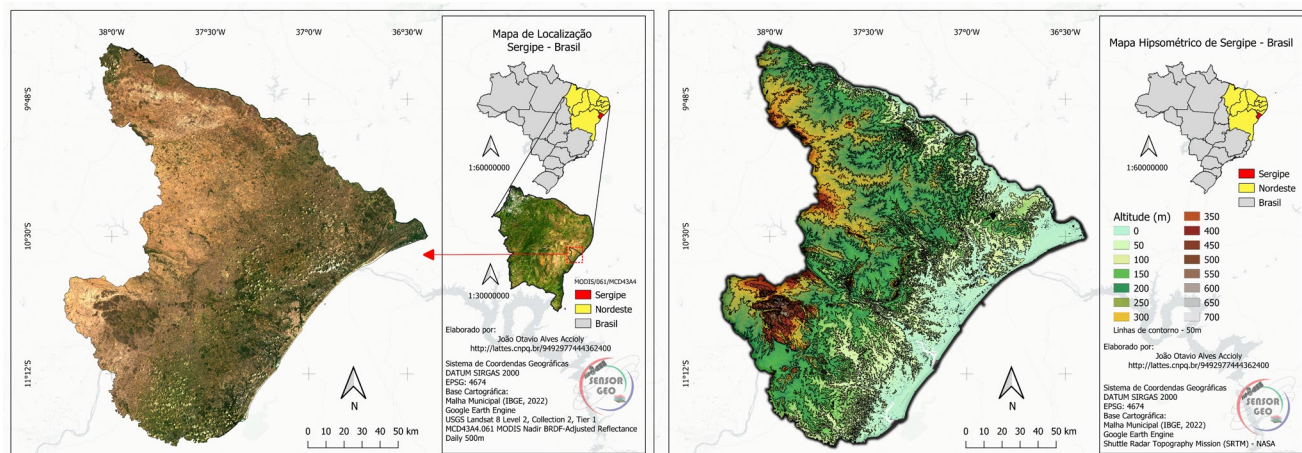 38°0'W
37°30'W
36°30'W
9°48'S
10°30'S
11°12'S
N
0 10 20 30 40 50 km
Mapa de Localização
Sergipe - Brasil
1:60000000
1:30000000
MODIS/061/MCD43A4
Sergipe
Nordeste
Brasil
Elaborado por:
João Otavio Alves Accioly
http://lattes.cnpq.br/9492977444362400
Sistema de Coordendas Geográficas
DATUM SIRGAS 2000
EPSG: 4674
Base Cartográfica:
Malha Municipal (IBGE, 2022)
Google Earth Engine
USGS Landsat 8 Level 2, Collection 2, Tier 1
MCD43A4.061 MODIS Nadir BRDF-Adjusted Reflectance
Daily 500m
SENSOR
GEO
38°0'W
37°30'W
36°30'W
9°48'S
10°30'S
11°12'S
N
0 10 20 30 40 50 km
Mapa Hipsométrico de Sergipe - Brasil
1:60000000
Sergipe
Nordeste
Brasil
Altitude (m)
0
50
100
150
200
250
300
350
400
450
500
550
600
650
700
Linhas de contorno - 50m
Elaborado por:
João Otavio Alves Accioly
http://lattes.cnpq.br/9492977444362400
Sistema de Coordendas Geográficas
DATUM SIRGAS 2000
EPSG: 4674
Base Cartográfica:
Malha Municipal (IBGE, 2022)
Google Earth Engine
Shuttle Radar Topography Mission (SRTM) - NASA
SENSOR
GEO